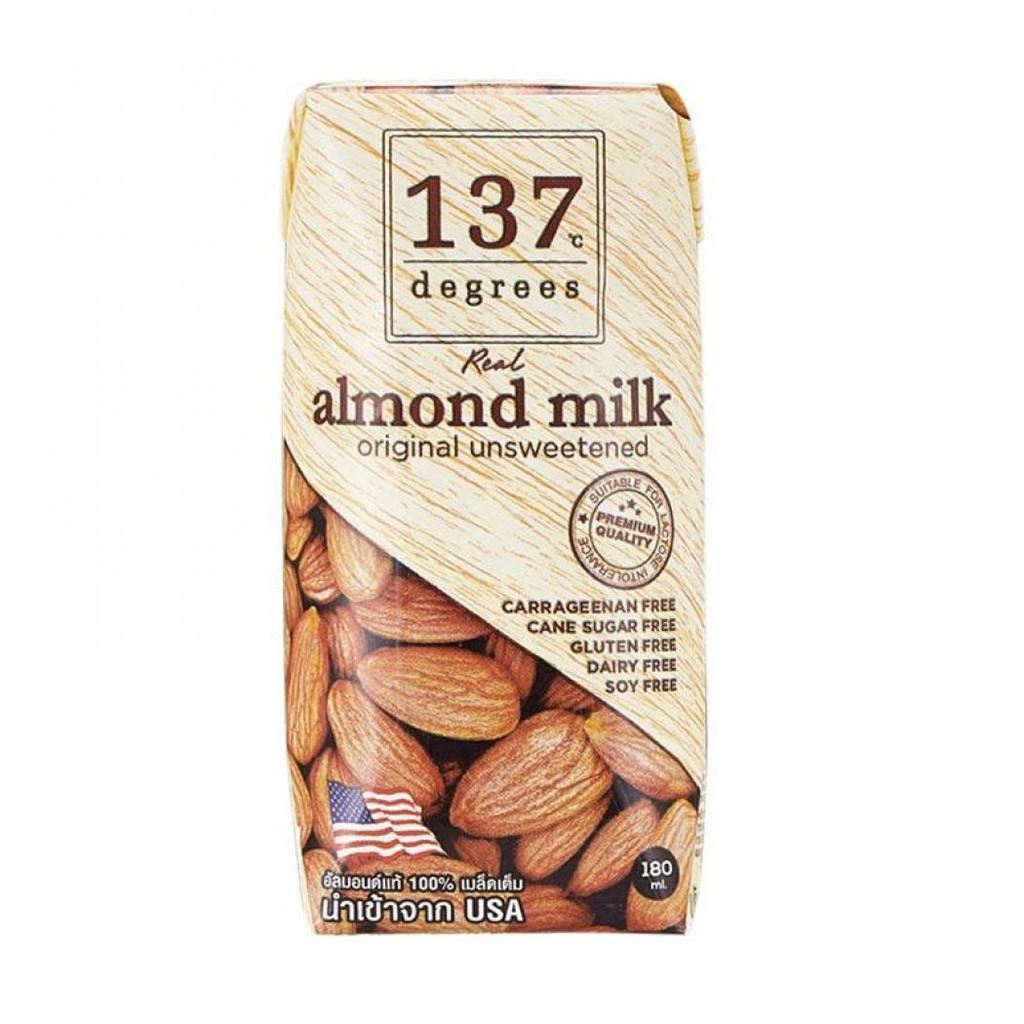 137°C
degrees
Real
almond milk
original unsweetened
SUITABLE FOR LACTOSE INTOLERANCE
PREMIUM
QUALITY
CARRAGEENAN FREE
CANE SUGAR FREE
GLUTEN FREE
DAIRY FREE
SOY FREE
อัลมอนด์แท้ 100% เมล็ดเต็ม
นำเข้าจาก USA
180
ml.